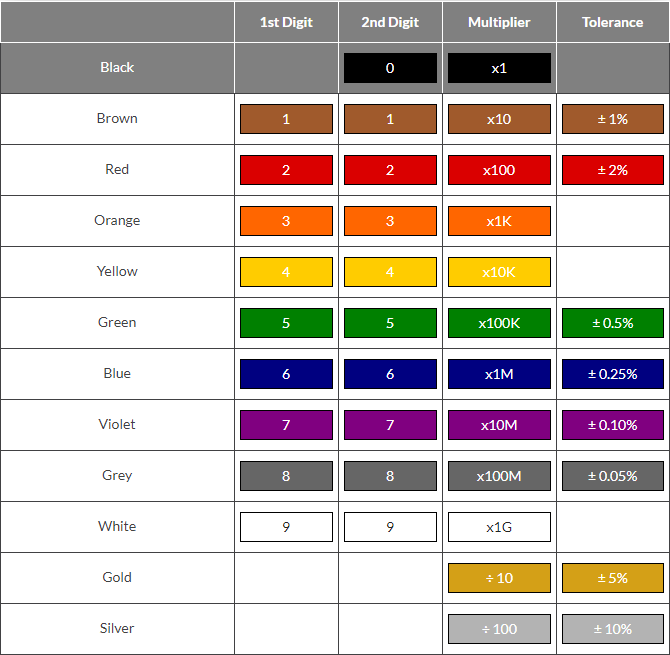 1st Digit 2nd Digit Multiplier Tolerance
Black 0 x1
Brown 1 1 x10 ± 1%
Red 2 2 x100 ± 2%
Orange 3 3 x1K
Yellow 4 4 x10K
Green 5 5 x100K ± 0.5%
Blue 6 6 x1M ± 0.25%
Violet 7 7 x10M ± 0.10%
Grey 8 8 x100M ± 0.05%
White 9 9 x1G
Gold ÷ 10 ± 5%
Silver ÷ 100 ± 10%